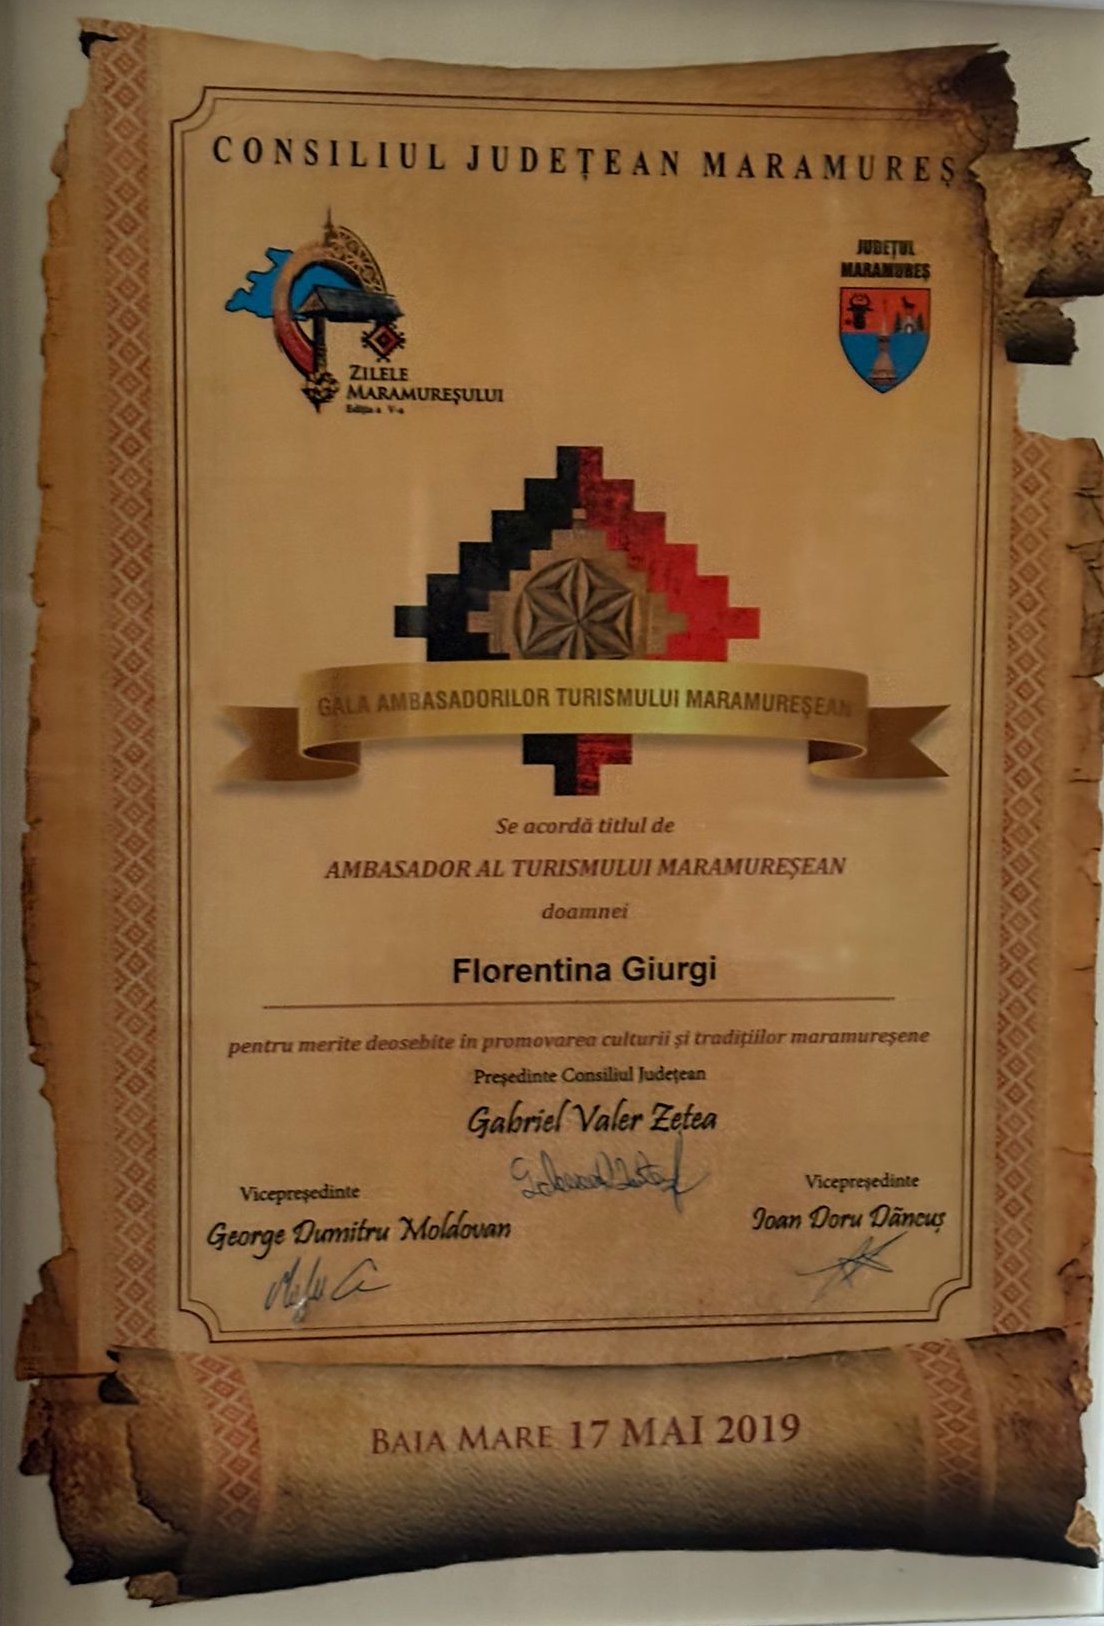 CONSILIUL JUDEȚEAN MARAMUREȘ
JUDEȚUL
MARAMUREȘ
ZILELE
MARAMUREȘULUI
Ediția a V-a
GALA AMBASADORILOR TURISMULUI MARAMUREȘEAN
Se acordă titlul de
AMBASADOR AL TURISMULUI MARAMUREȘEAN
doamnei
Florentina Giurgi
pentru merite deosebite în promovarea culturii și tradițiilor maramureșene
Președinte Consiliul Județean
Gabriel Valer Zetea
Vicepreședinte
George Dumitru Moldovan
Vicepreședinte
Ioan Doru Dăncuș
BAIA MARE 17 MAI 2019